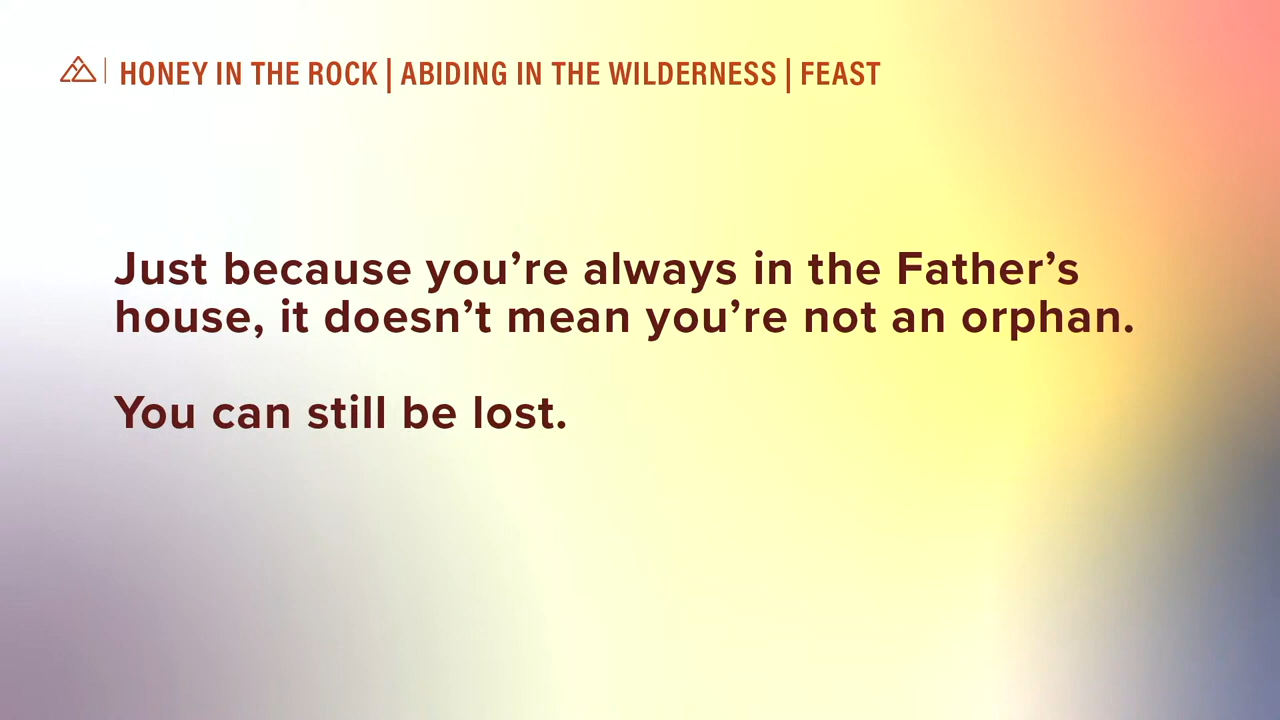 HONEY IN THE ROCK | ABIDING IN THE WILDERNESS | FEAST
Just because you’re always in the Father’s
house, it doesn’t mean you’re not an orphan.
You can still be lost.